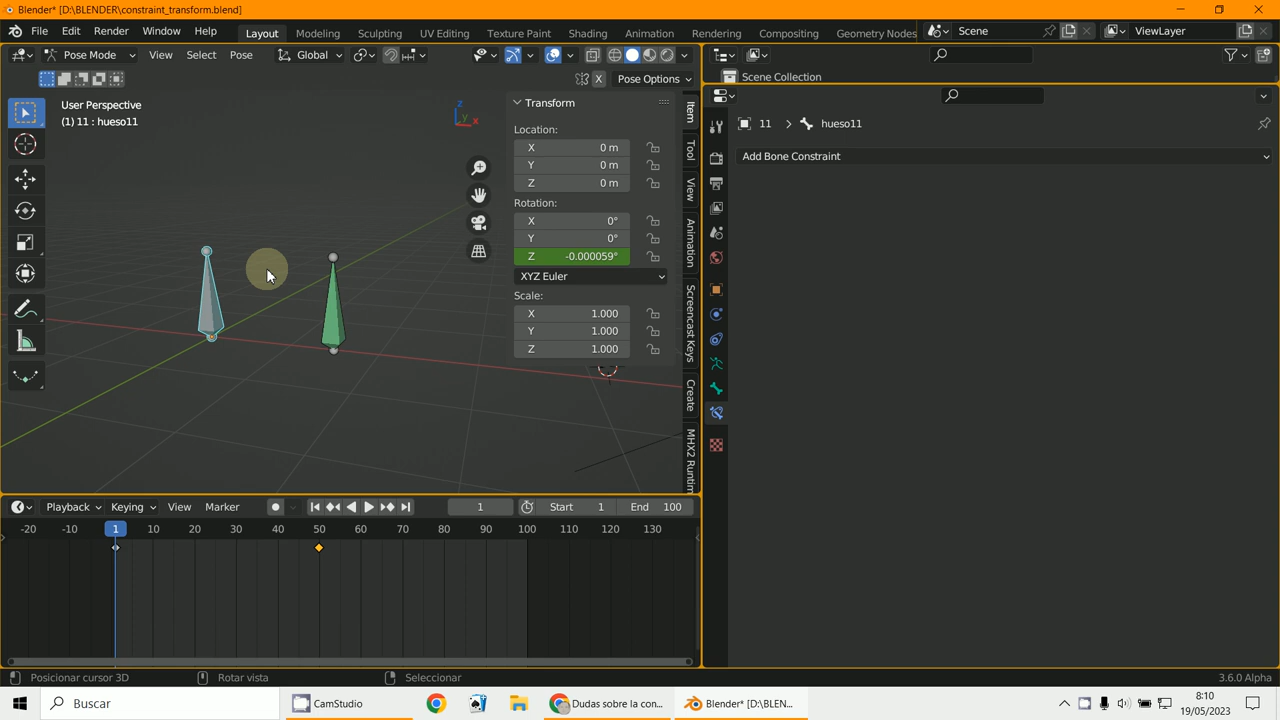 Blender* [D:\BLENDER\constraint_transform.blend]
File Edit Render Window Help Layout Modeling Sculpting UV Editing Texture Paint Shading Animation Rendering Compositing Geometry Nodes Scene ViewLayer
Pose Mode View Select Pose Global
Scene Collection
X Pose Options
User Perspective
(1) 11 : hueso11
Z
Y
X
Transform
Location:
X 0 m
Y 0 m
Z 0 m
Rotation:
X 0°
Y 0°
Z -0.000059°
XYZ Euler
Scale:
X 1.000
Y 1.000
Z 1.000
Item
Tool
View
Animation
Screencast Keys
Create
MHX2 Runtim
11 > hueso11
Add Bone Constraint
Playback Keying View Marker 1 Start 1 End 100
-20 -10 1 10 20 30 40 50 60 70 80 90 100 110 120 130
Posicionar cursor 3D Rotar vista Seleccionar 3.6.0 Alpha
Buscar CamStudio Dudas sobre la con... Blender* [D:\BLEN... 8:10
19/05/2023